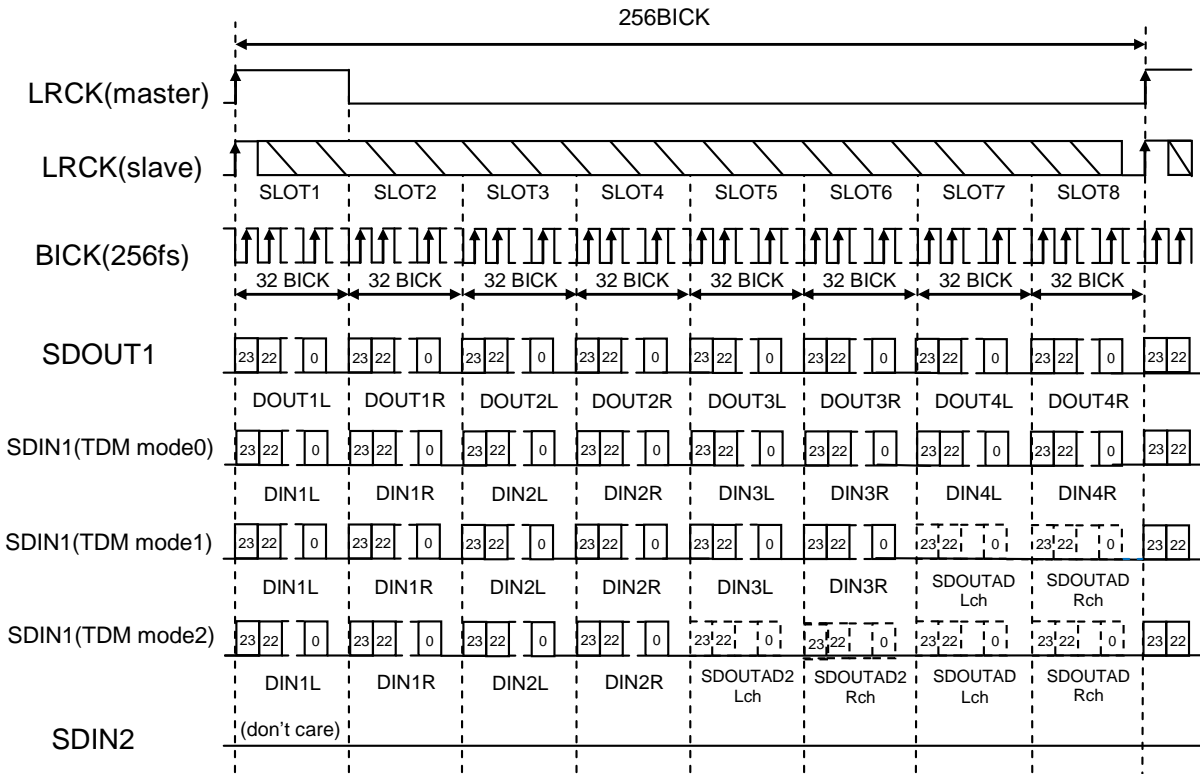 256BICK
LRCK(master)
LRCK(slave)
SLOT1 SLOT2 SLOT3 SLOT4 SLOT5 SLOT6 SLOT7 SLOT8
BICK(256fs)
32 BICK 32 BICK 32 BICK 32 BICK 32 BICK 32 BICK 32 BICK 32 BICK
SDOUT1
23 22 0 23 22 0 23 22 0 23 22 0 23 22 0 23 22 0 23 22 0 23 22 0 23 22
DOUT1L DOUT1R DOUT2L DOUT2R DOUT3L DOUT3R DOUT4L DOUT4R
SDIN1(TDM mode0)
23 22 0 23 22 0 23 22 0 23 22 0 23 22 0 23 22 0 23 22 0 23 22 0 23 22
DIN1L DIN1R DIN2L DIN2R DIN3L DIN3R DIN4L DIN4R
SDIN1(TDM mode1)
23 22 0 23 22 0 23 22 0 23 22 0 23 22 0 23 22 0 23 22 0 23 22 0 23 22
DIN1L DIN1R DIN2L DIN2R DIN3L DIN3R SDOUTAD SDOUTAD
Lch Rch
SDIN1(TDM mode2)
23 22 0 23 22 0 23 22 0 23 22 0 23 22 0 23 22 0 23 22 0 23 22 0 23 22
DIN1L DIN1R DIN2L DIN2R SDOUTAD2 SDOUTAD2 SDOUTAD SDOUTAD
Lch Rch Lch Rch
(don't care)
SDIN2